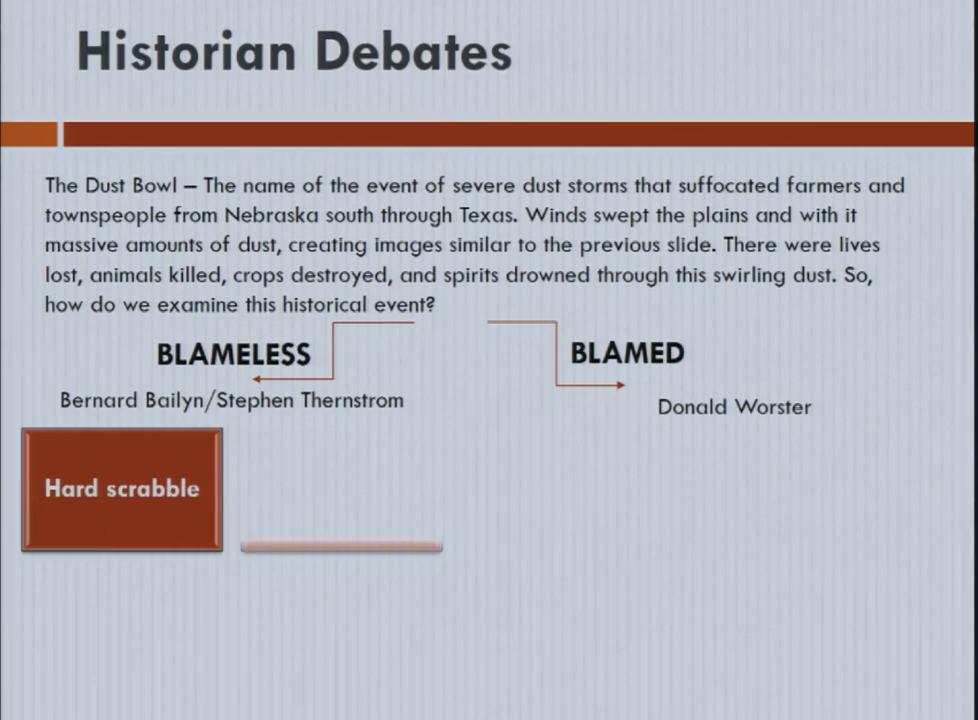 Historian Debates
The Dust Bowl – The name of the event of severe dust storms that suffocated farmers and
townspeople from Nebraska south through Texas. Winds swept the plains and with it
massive amounts of dust, creating images similar to the previous slide. There were lives
lost, animals killed, crops destroyed, and spirits drowned through this swirling dust. So,
how do we examine this historical event?
BLAMELESS
BLAMED
Bernard Bailyn/Stephen Thernstrom
Donald Worster
Hard scrabble